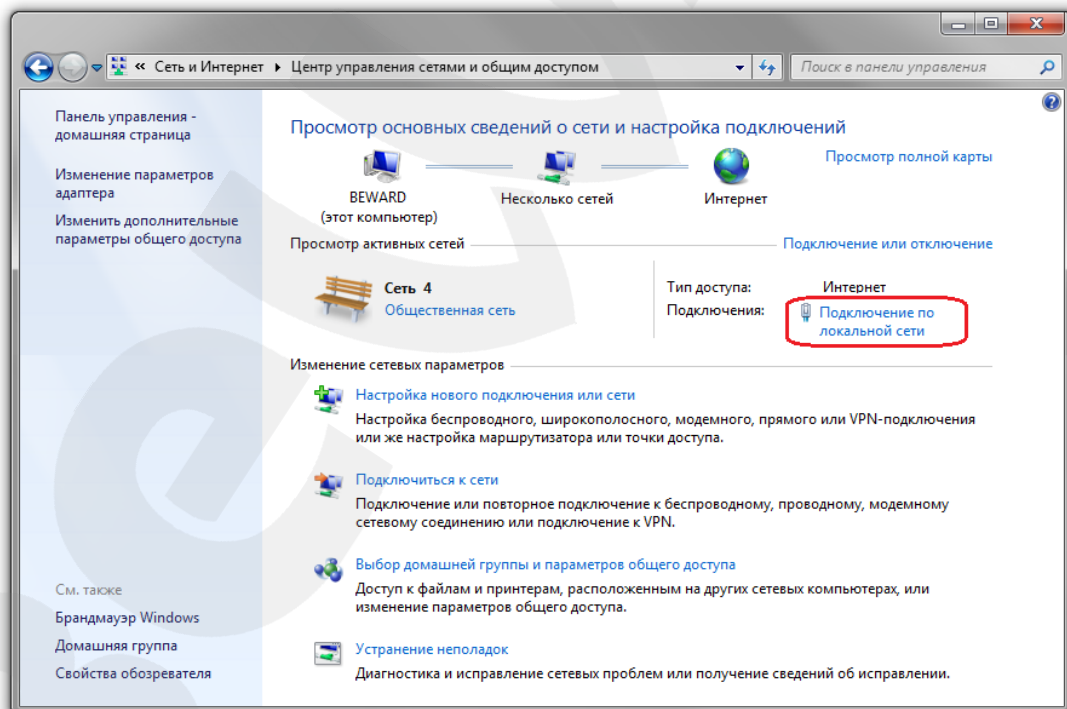 « Сеть и Интернет ▸ Центр управления сетями и общим доступом
Поиск в панели управления
Панель управления -
домашняя страница
Изменение параметров
адаптера
Изменить дополнительные
параметры общего доступа
Просмотр основных сведений о сети и настройка подключений
Просмотр полной карты
BEWARD
(этот компьютер)
Несколько сетей
Интернет
Просмотр активных сетей
Подключение или отключение
Сеть 4
Общественная сеть
Тип доступа: Интернет
Подключения: Подключение по
локальной сети
Изменение сетевых параметров
Настройка нового подключения или сети
Настройка беспроводного, широкополосного, модемного, прямого или VPN-подключения
или же настройка маршрутизатора или точки доступа.
Подключиться к сети
Подключение или повторное подключение к беспроводному, проводному, модемному
сетевому соединению или подключение к VPN.
Выбор домашней группы и параметров общего доступа
Доступ к файлам и принтерам, расположенным на других сетевых компьютерах, или
изменение параметров общего доступа.
Устранение неполадок
Диагностика и исправление сетевых проблем или получение сведений об исправлении.
См. также
Брандмауэр Windows
Домашняя группа
Свойства обозревателя